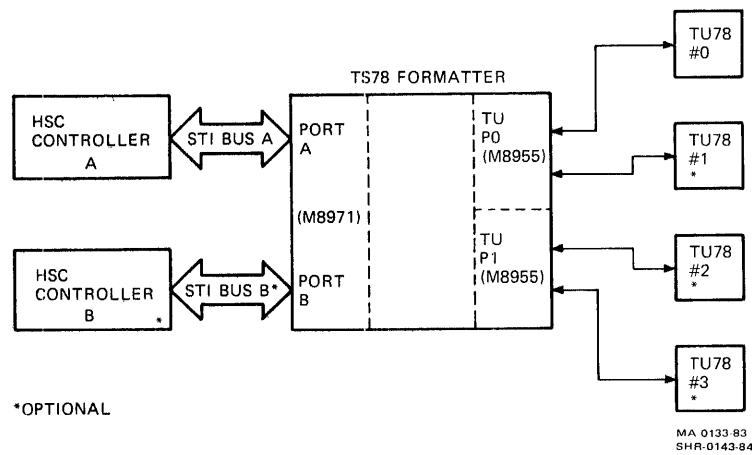 TS78 FORMATTER
HSC
CONTROLLER
A
STI BUS A
PORT
A
(M8971)
HSC
CONTROLLER
B
*
STI BUS B*
PORT
B
TU
P0
(M8955)
TU
P1
(M8955)
TU78
#0
TU78
#1
*
TU78
#2
*
TU78
#3
*
*OPTIONAL
MA 0133-83
SHR-0143-84